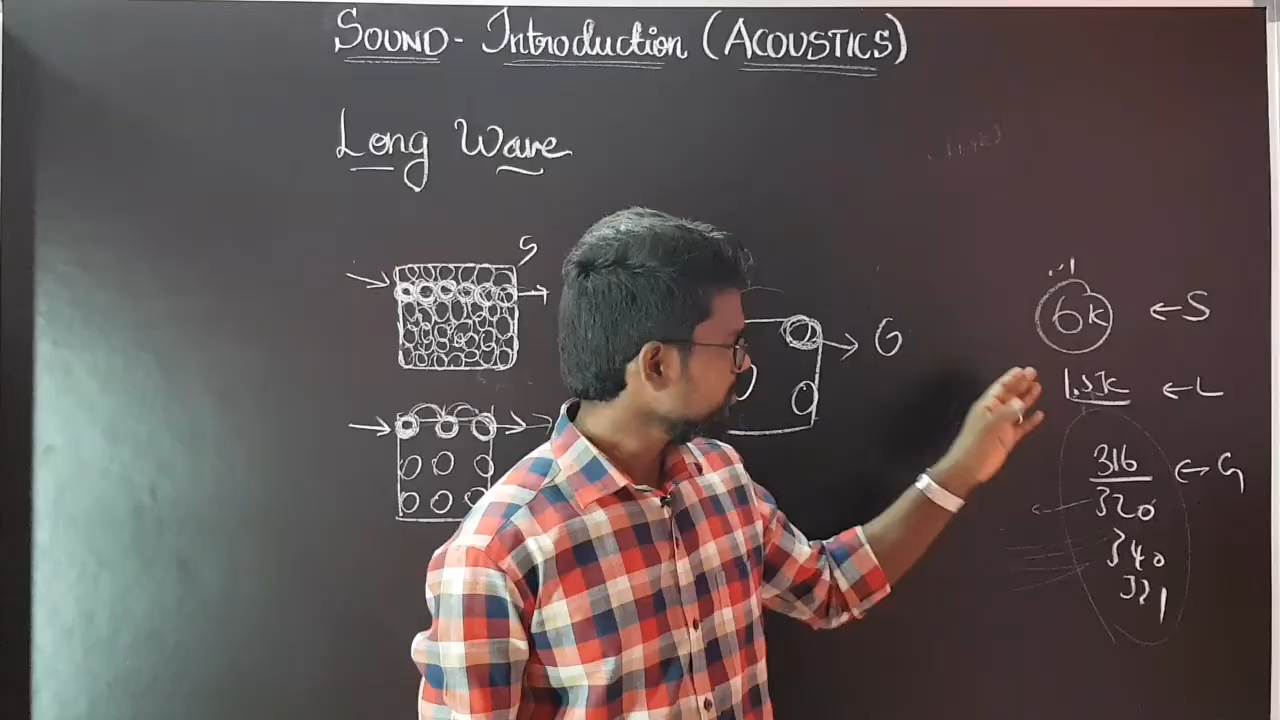 SOUND - Introduction (ACOUSTICS)
Long Wave
S
G
6k ← S
1.5k ← L
316 ← G
320
340
331